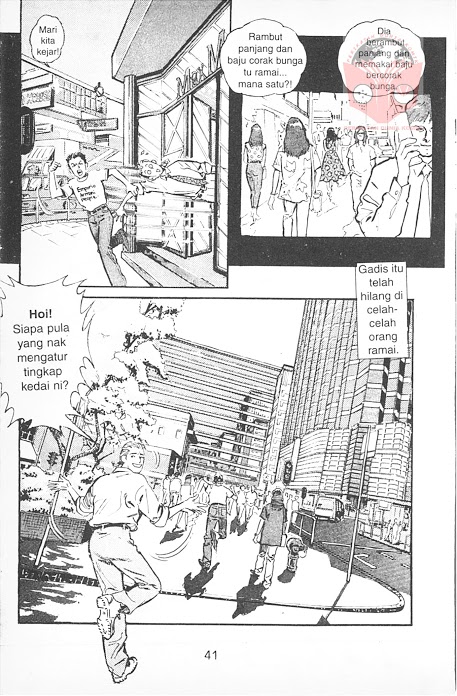 Mari
kita
kejar!
Rambut
panjang dan
baju corak bunga
tu ramai...
mana satu?!
Dia
berambut
panjang dan
memakai baju
bercorak
bunga.
Gadis itu
telah
hilang di
celah-
celah
orang
ramai.
Hoi!
Siapa pula
yang nak
mengatur
tingkap
kedai ni?
41